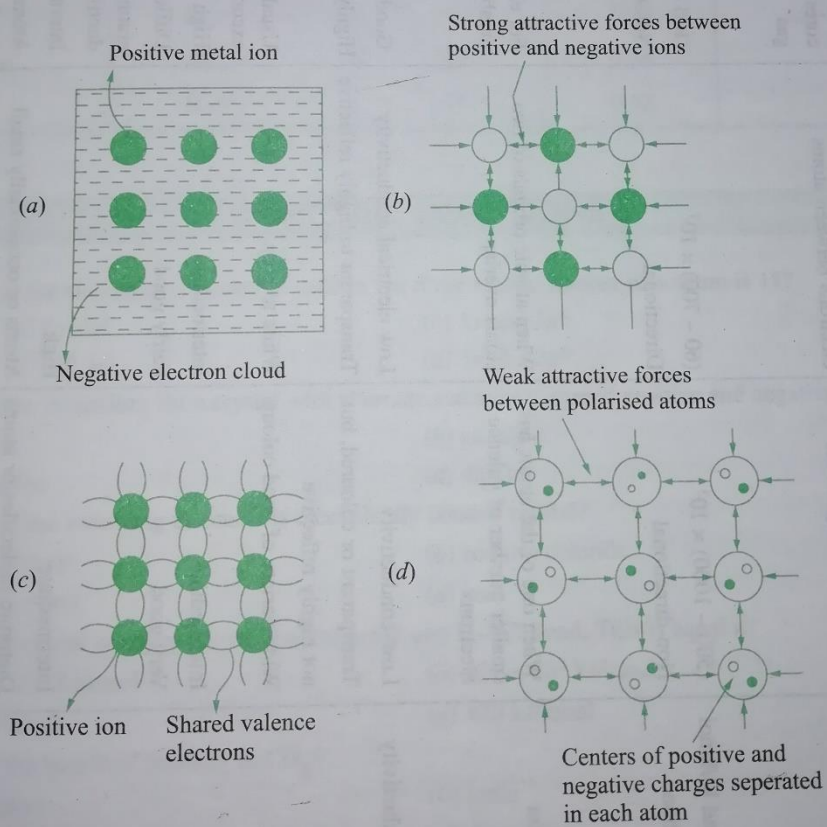 Positive metal ion
Strong attractive forces between
positive and negative ions
(a)
(b)
Negative electron cloud
Weak attractive forces
between polarised atoms
(c)
(d)
Positive ion
Shared valence
electrons
Centers of positive and
negative charges seperated
in each atom